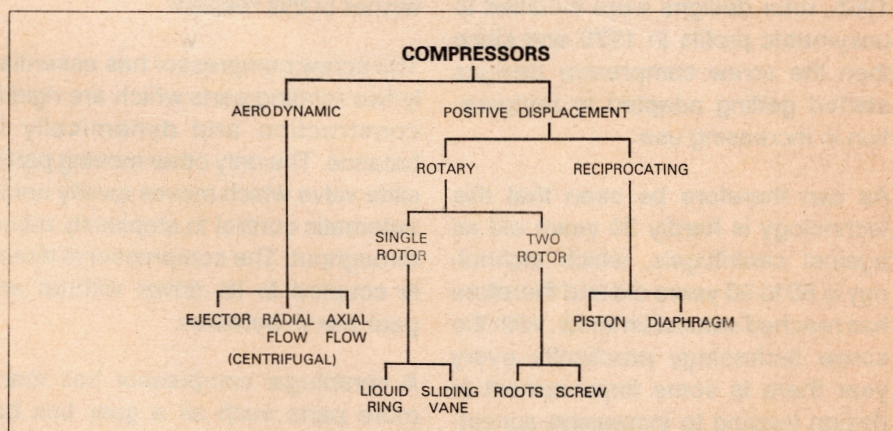 COMPRESSORS
AERODYNAMIC
POSITIVE DISPLACEMENT
ROTARY
RECIPROCATING
SINGLE
ROTOR
TWO
ROTOR
EJECTOR
RADIAL
FLOW
(CENTRIFUGAL)
AXIAL
FLOW
PISTON
DIAPHRAGM
LIQUID
RING
SLIDING
VANE
ROOTS
SCREW